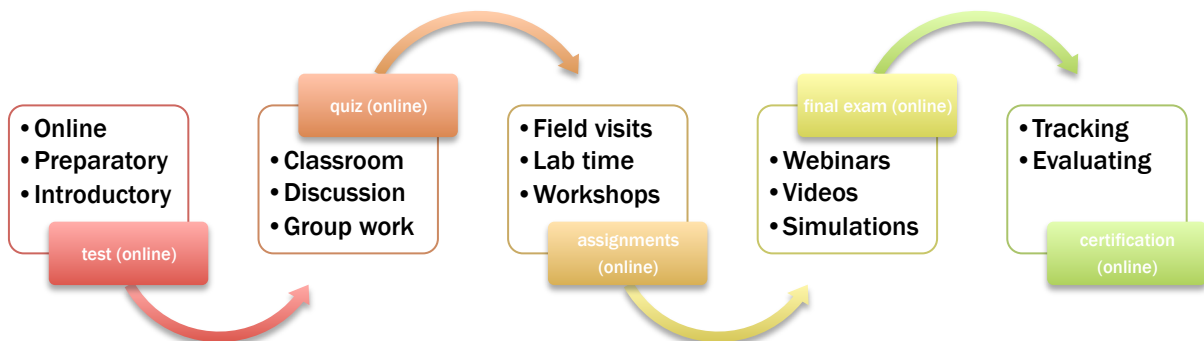 • Online
• Preparatory
• Introductory
test (online)
quiz (online)
• Classroom
• Discussion
• Group work
• Field visits
• Lab time
• Workshops
assignments
(online)
final exam (online)
• Webinars
• Videos
• Simulations
• Tracking
• Evaluating
certification
(online)